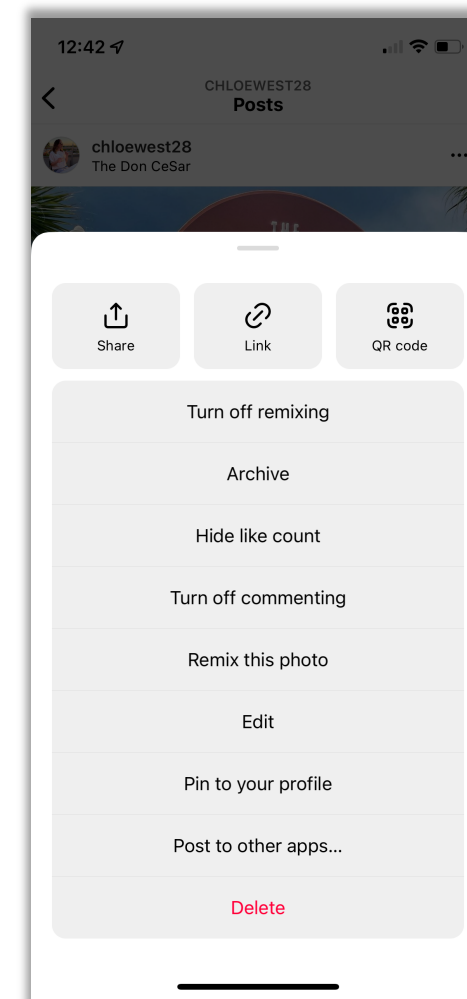 12:42
CHLOEWEST28
Posts
chloewest28
The Don CeSar
THE
Share
Link
QR code
Turn off remixing
Archive
Hide like count
Turn off commenting
Remix this photo
Edit
Pin to your profile
Post to other apps...
Delete